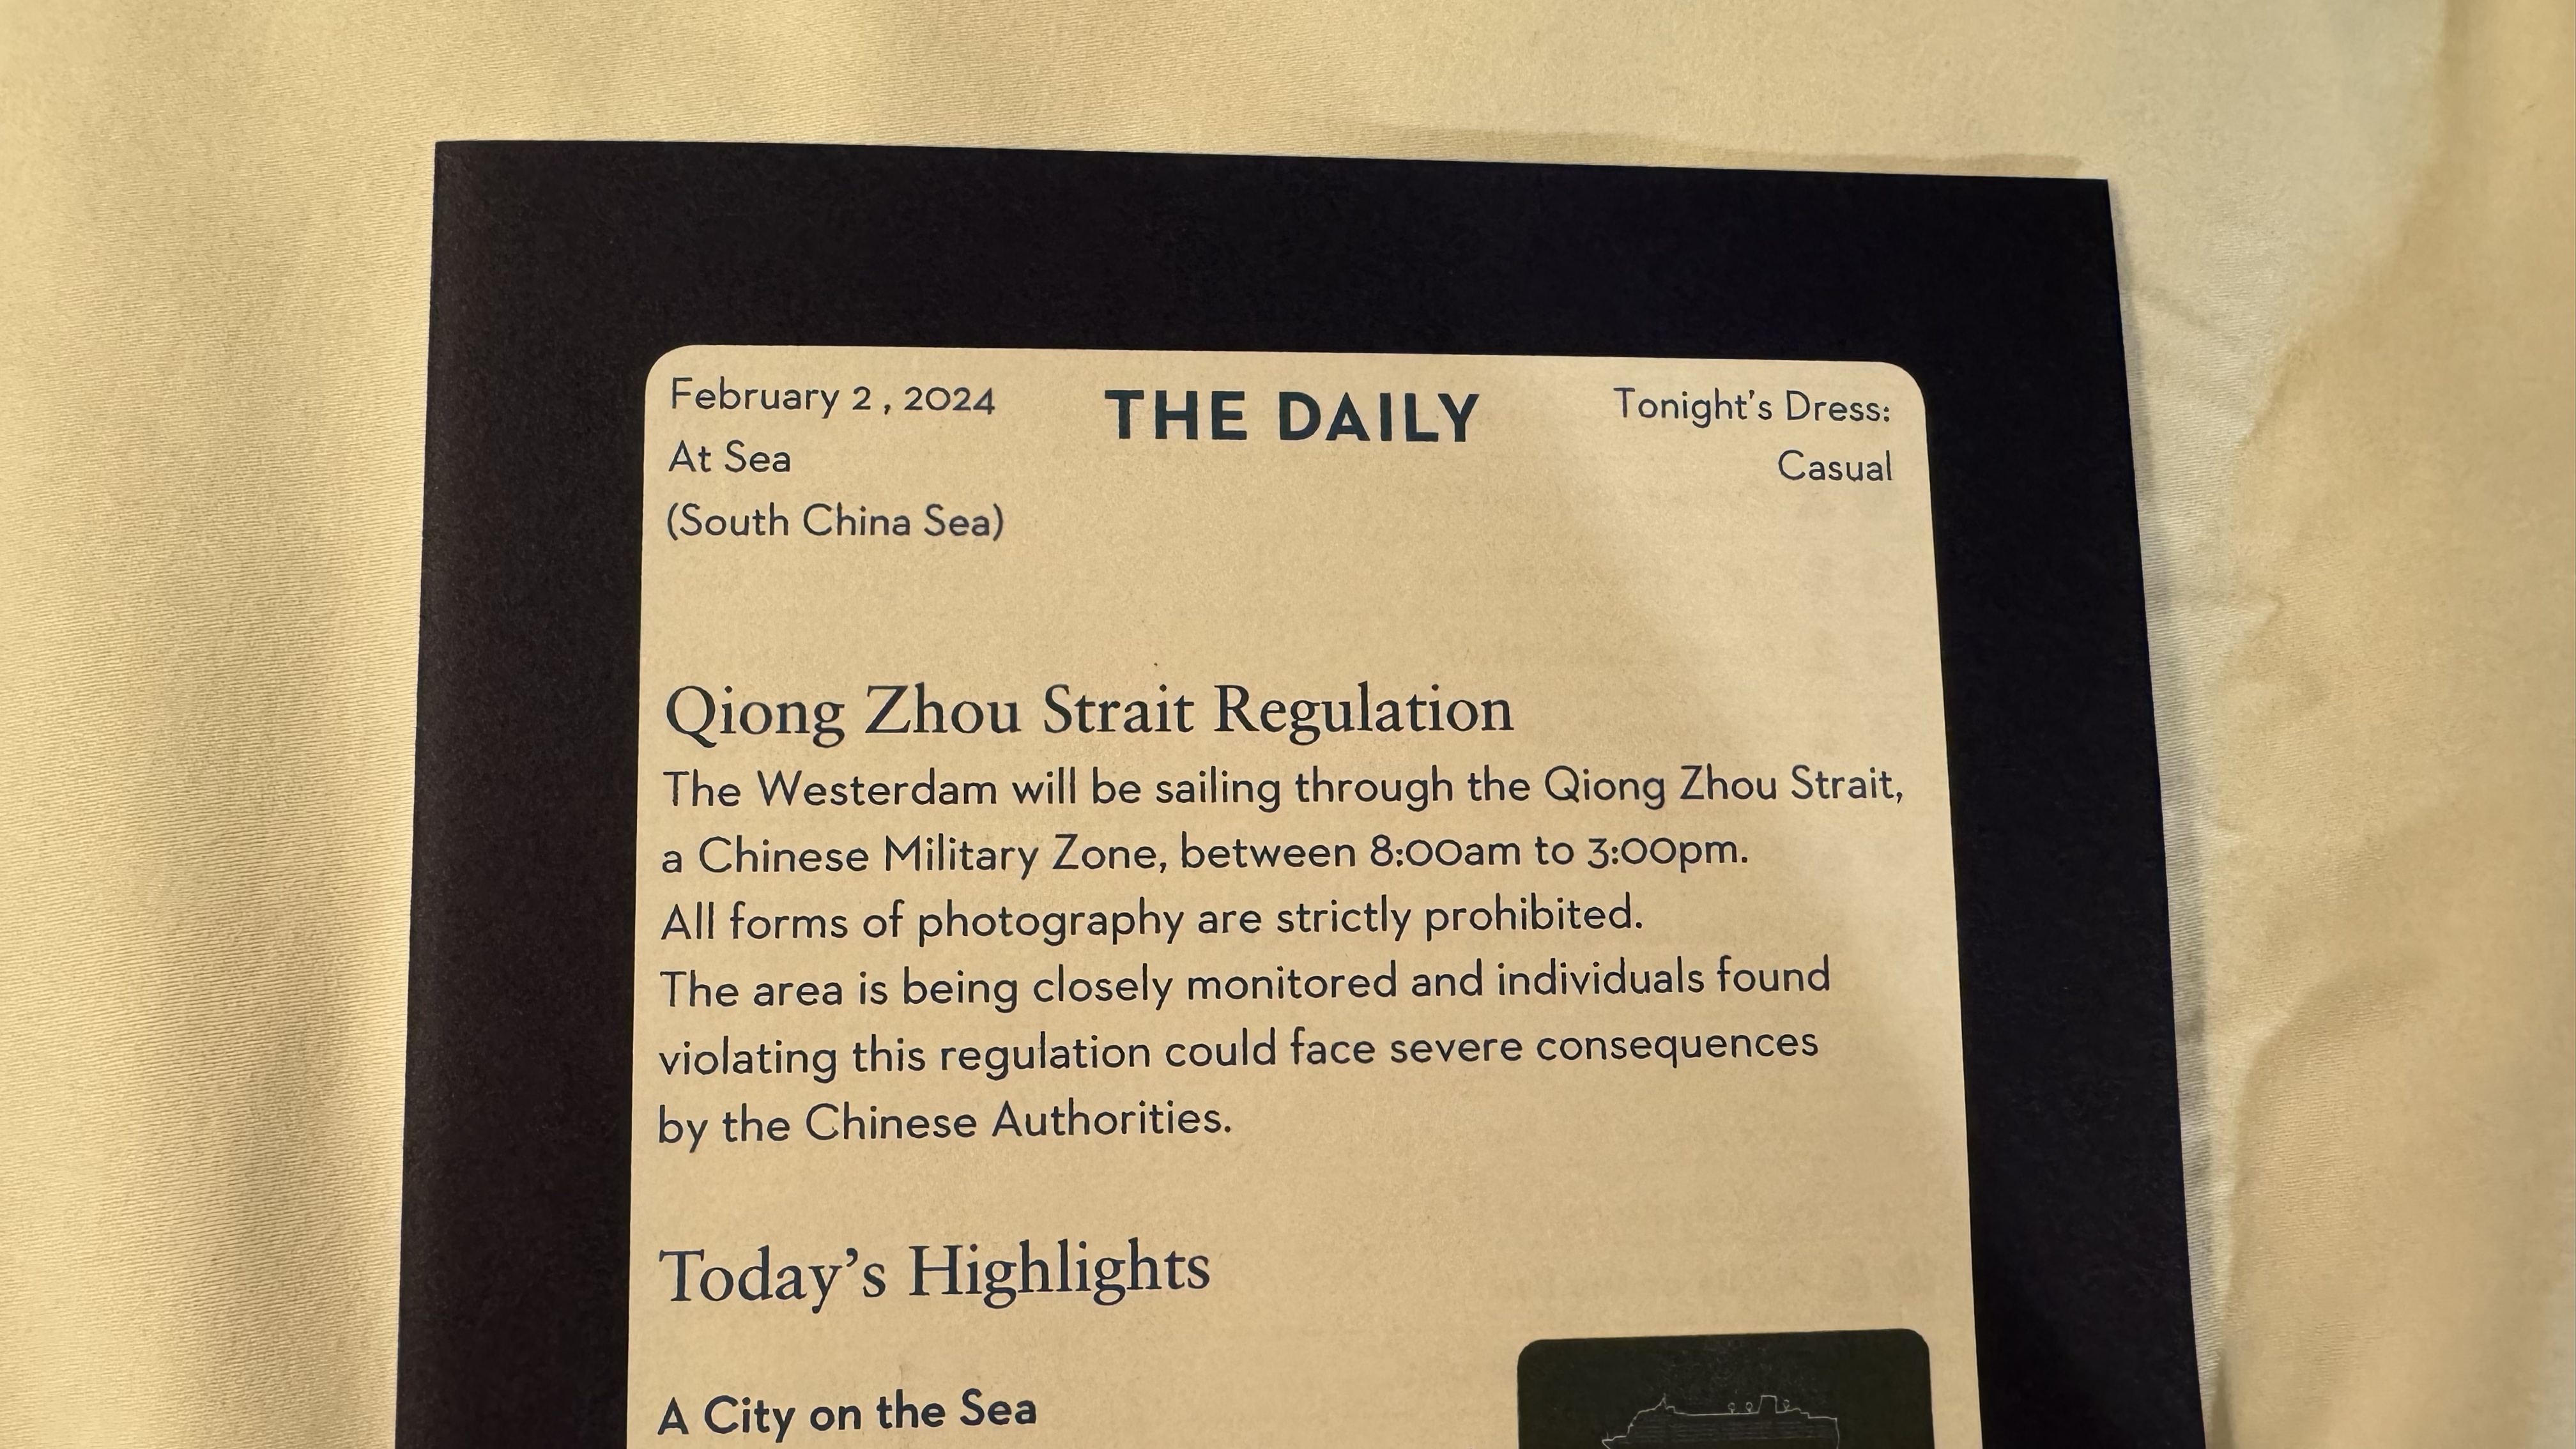 February 2 , 2024
At Sea
(South China Sea)
THE DAILY
Tonight's Dress:
Casual
Qiong Zhou Strait Regulation
The Westerdam will be sailing through the Qiong Zhou Strait,
a Chinese Military Zone, between 8:00am to 3:00pm.
All forms of photography are strictly prohibited.
The area is being closely monitored and individuals found
violating this regulation could face severe consequences
by the Chinese Authorities.
Today's Highlights
A City on the Sea